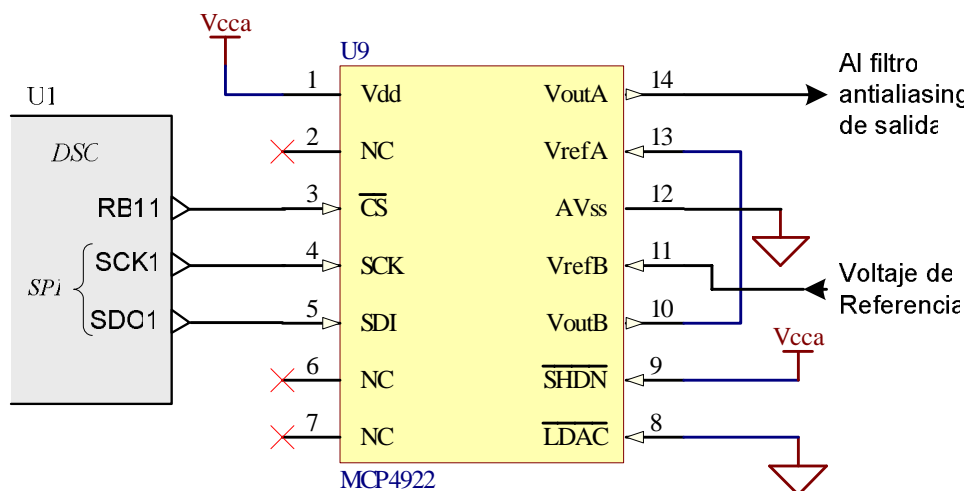 Vcca
U9
U1
DSC
RB11
SPI
SCK1
SDO1
1
2
3
4
5
6
7
Vdd
NC
CS
SCK
SDI
NC
NC
VoutA
VrefA
AVss
VrefB
VoutB
SHDN
LDAC
14
13
12
11
10
9
8
MCP4922
Al filtro
antialiasing
de salida
Voltaje de
Referencia
Vcca